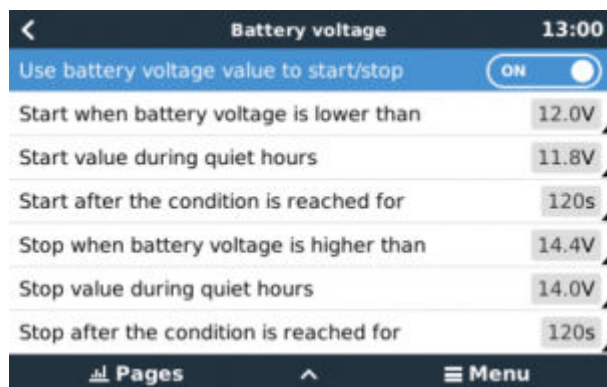 Battery voltage 13:00
Use battery voltage value to start/stop ON
Start when battery voltage is lower than 12.0V
Start value during quiet hours 11.8V
Start after the condition is reached for 120s
Stop when battery voltage is higher than 14.4V
Stop value during quiet hours 14.0V
Stop after the condition is reached for 120s
Pages Menu